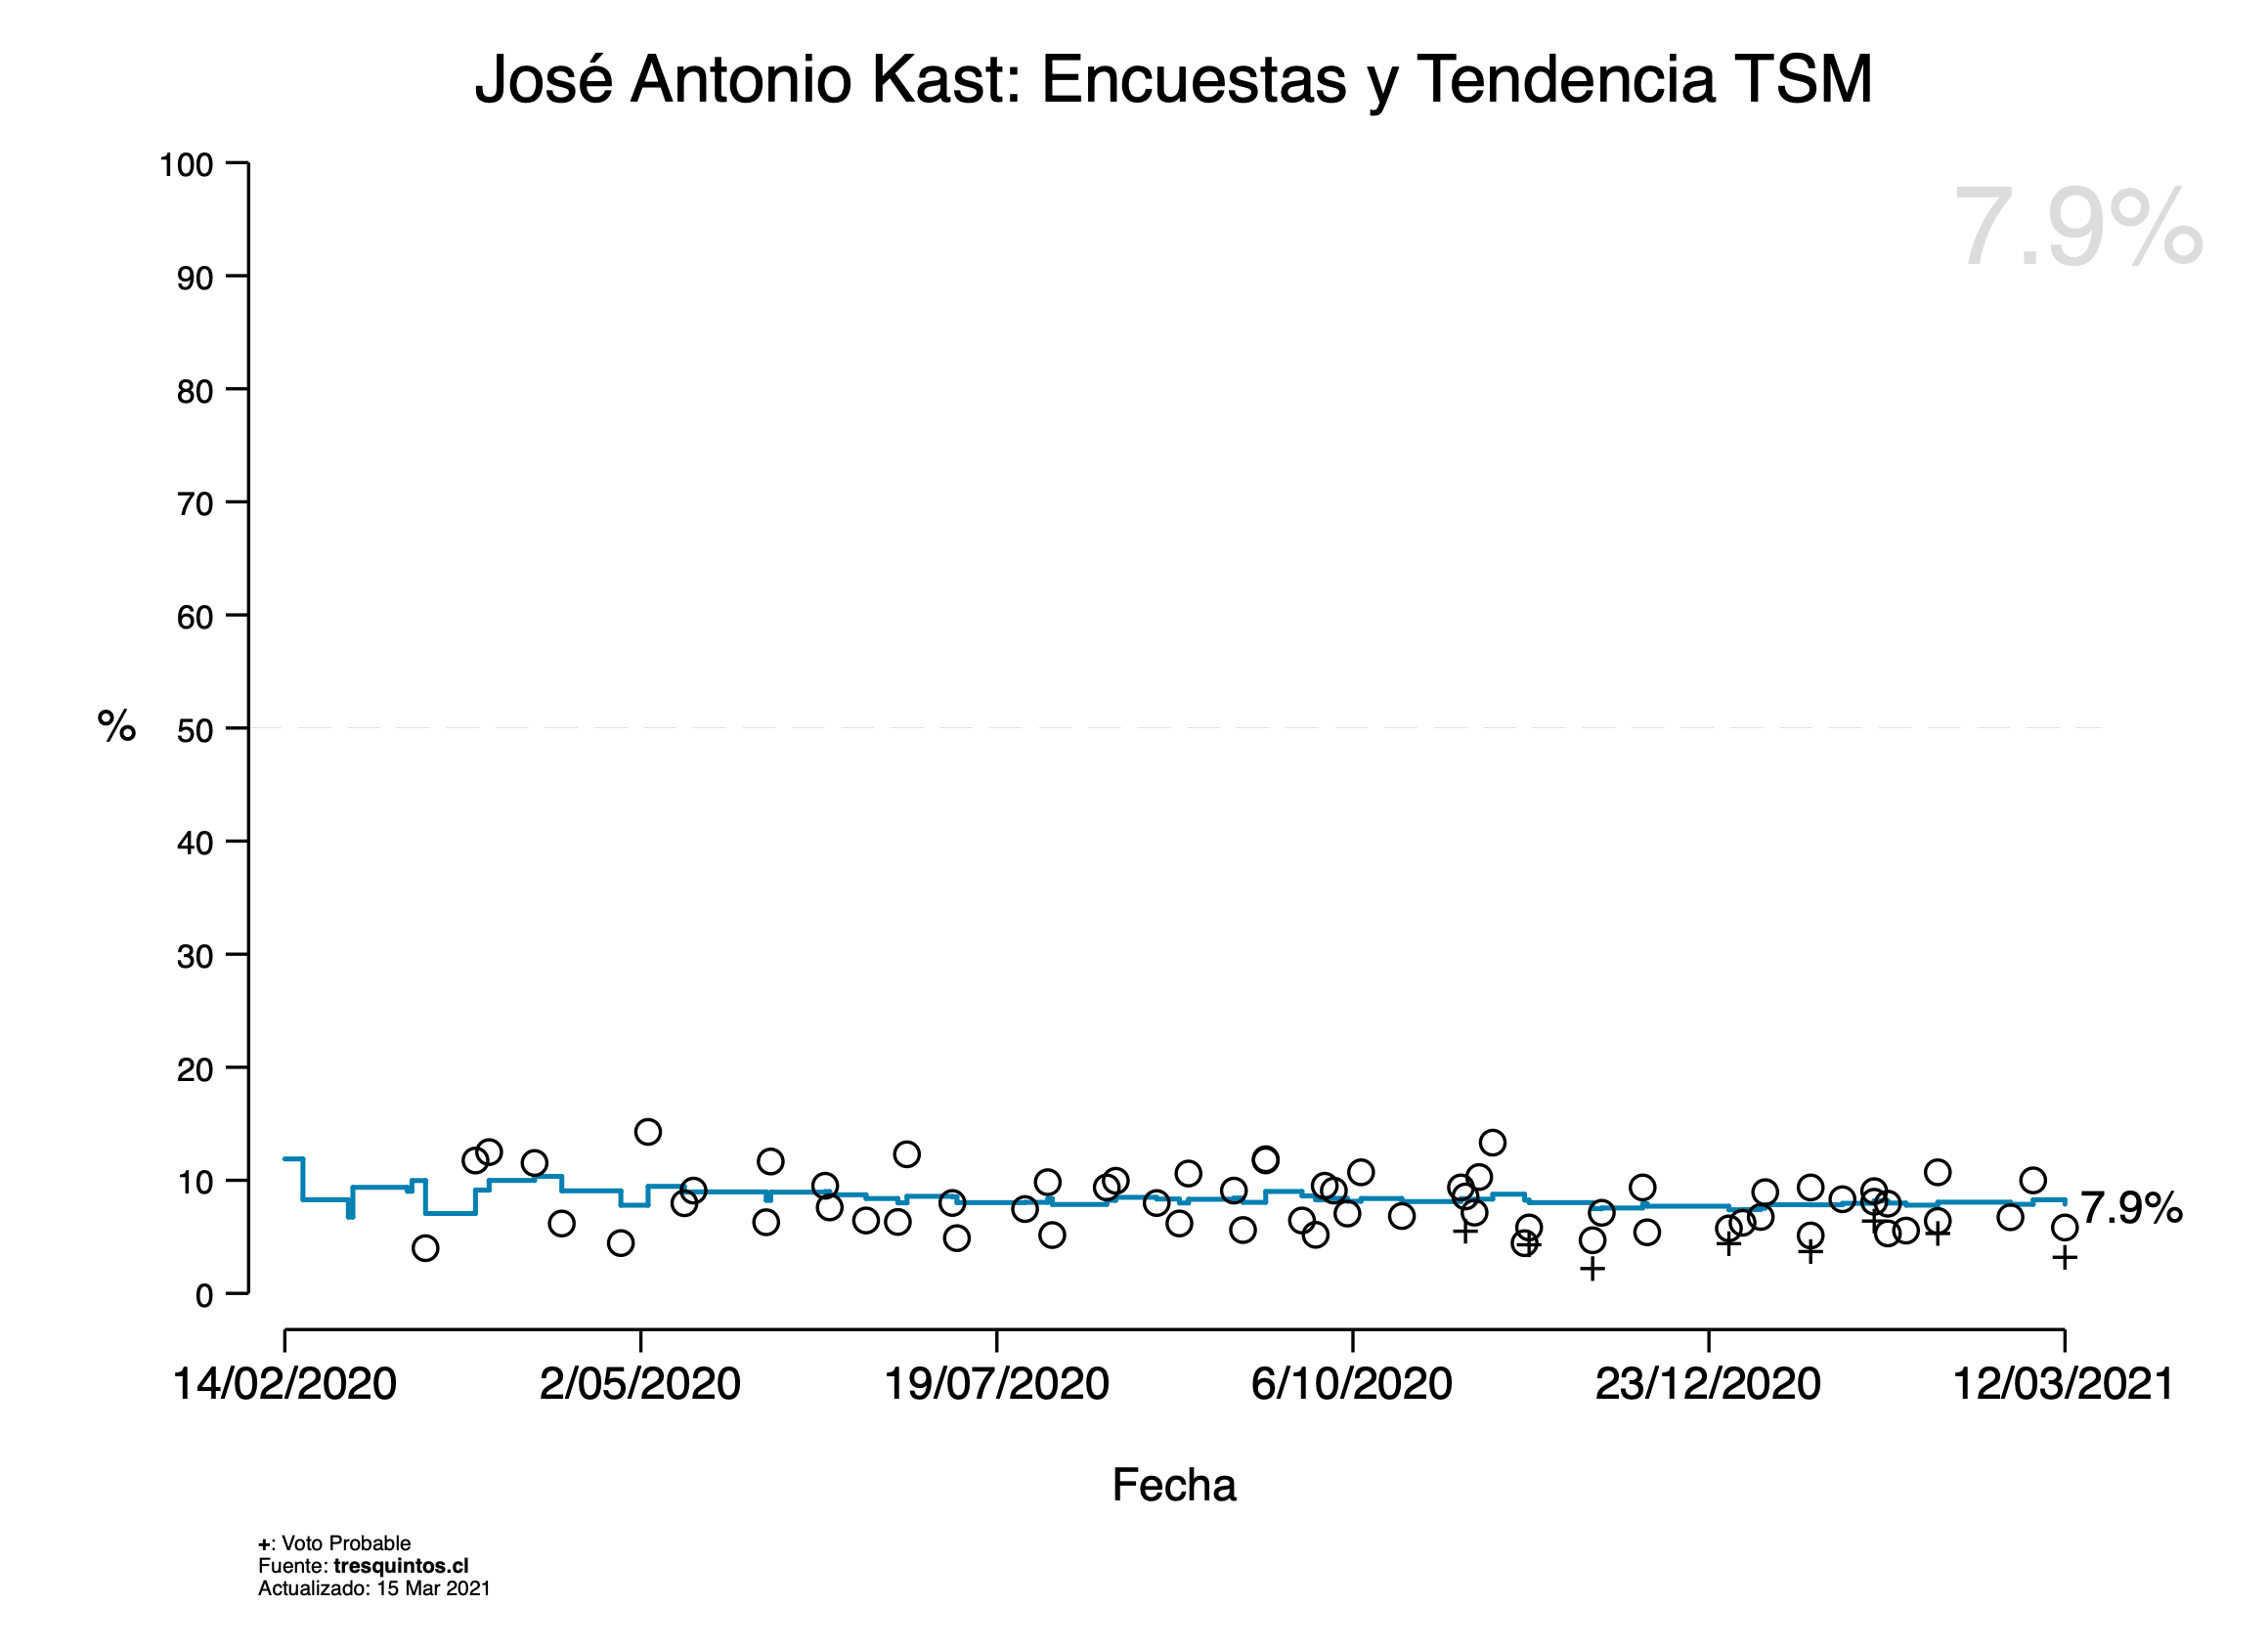 José Antonio Kast: Encuestas y Tendencia TSM
7.9%
100
90
80
70
60
50
40
30
20
10
0
%
7.9%
14/02/2020 2/05/2020 19/07/2020 6/10/2020 23/12/2020 12/03/2021
Fecha
+: Voto Probable
Fuente: tresquintos.cl
Actualizado: 15 Mar 2021